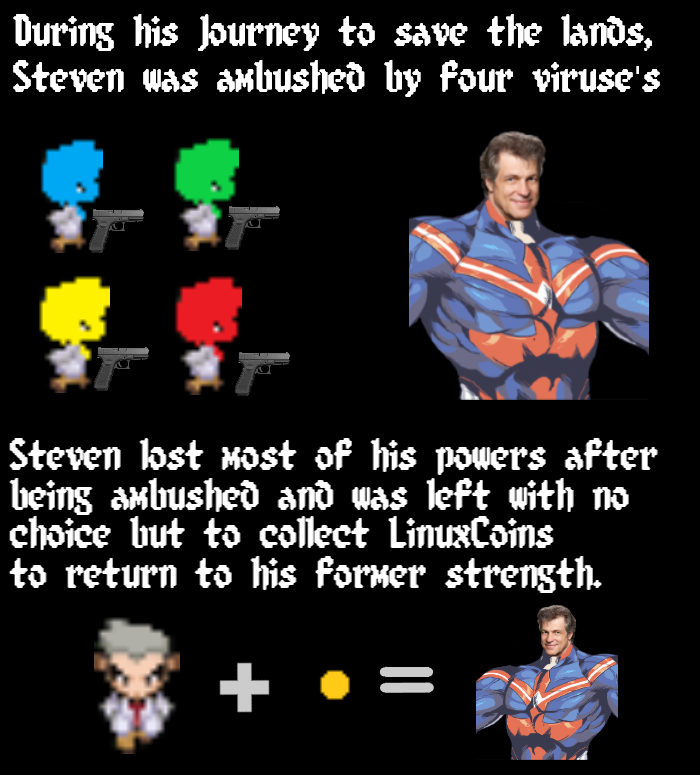 During his Journey to save the lands,
Steven was ambushed by four viruse's
Steven lost most of his powers after
being ambushed and was left with no
choice but to collect LinuxCoins
to return to his former strength.
+ =